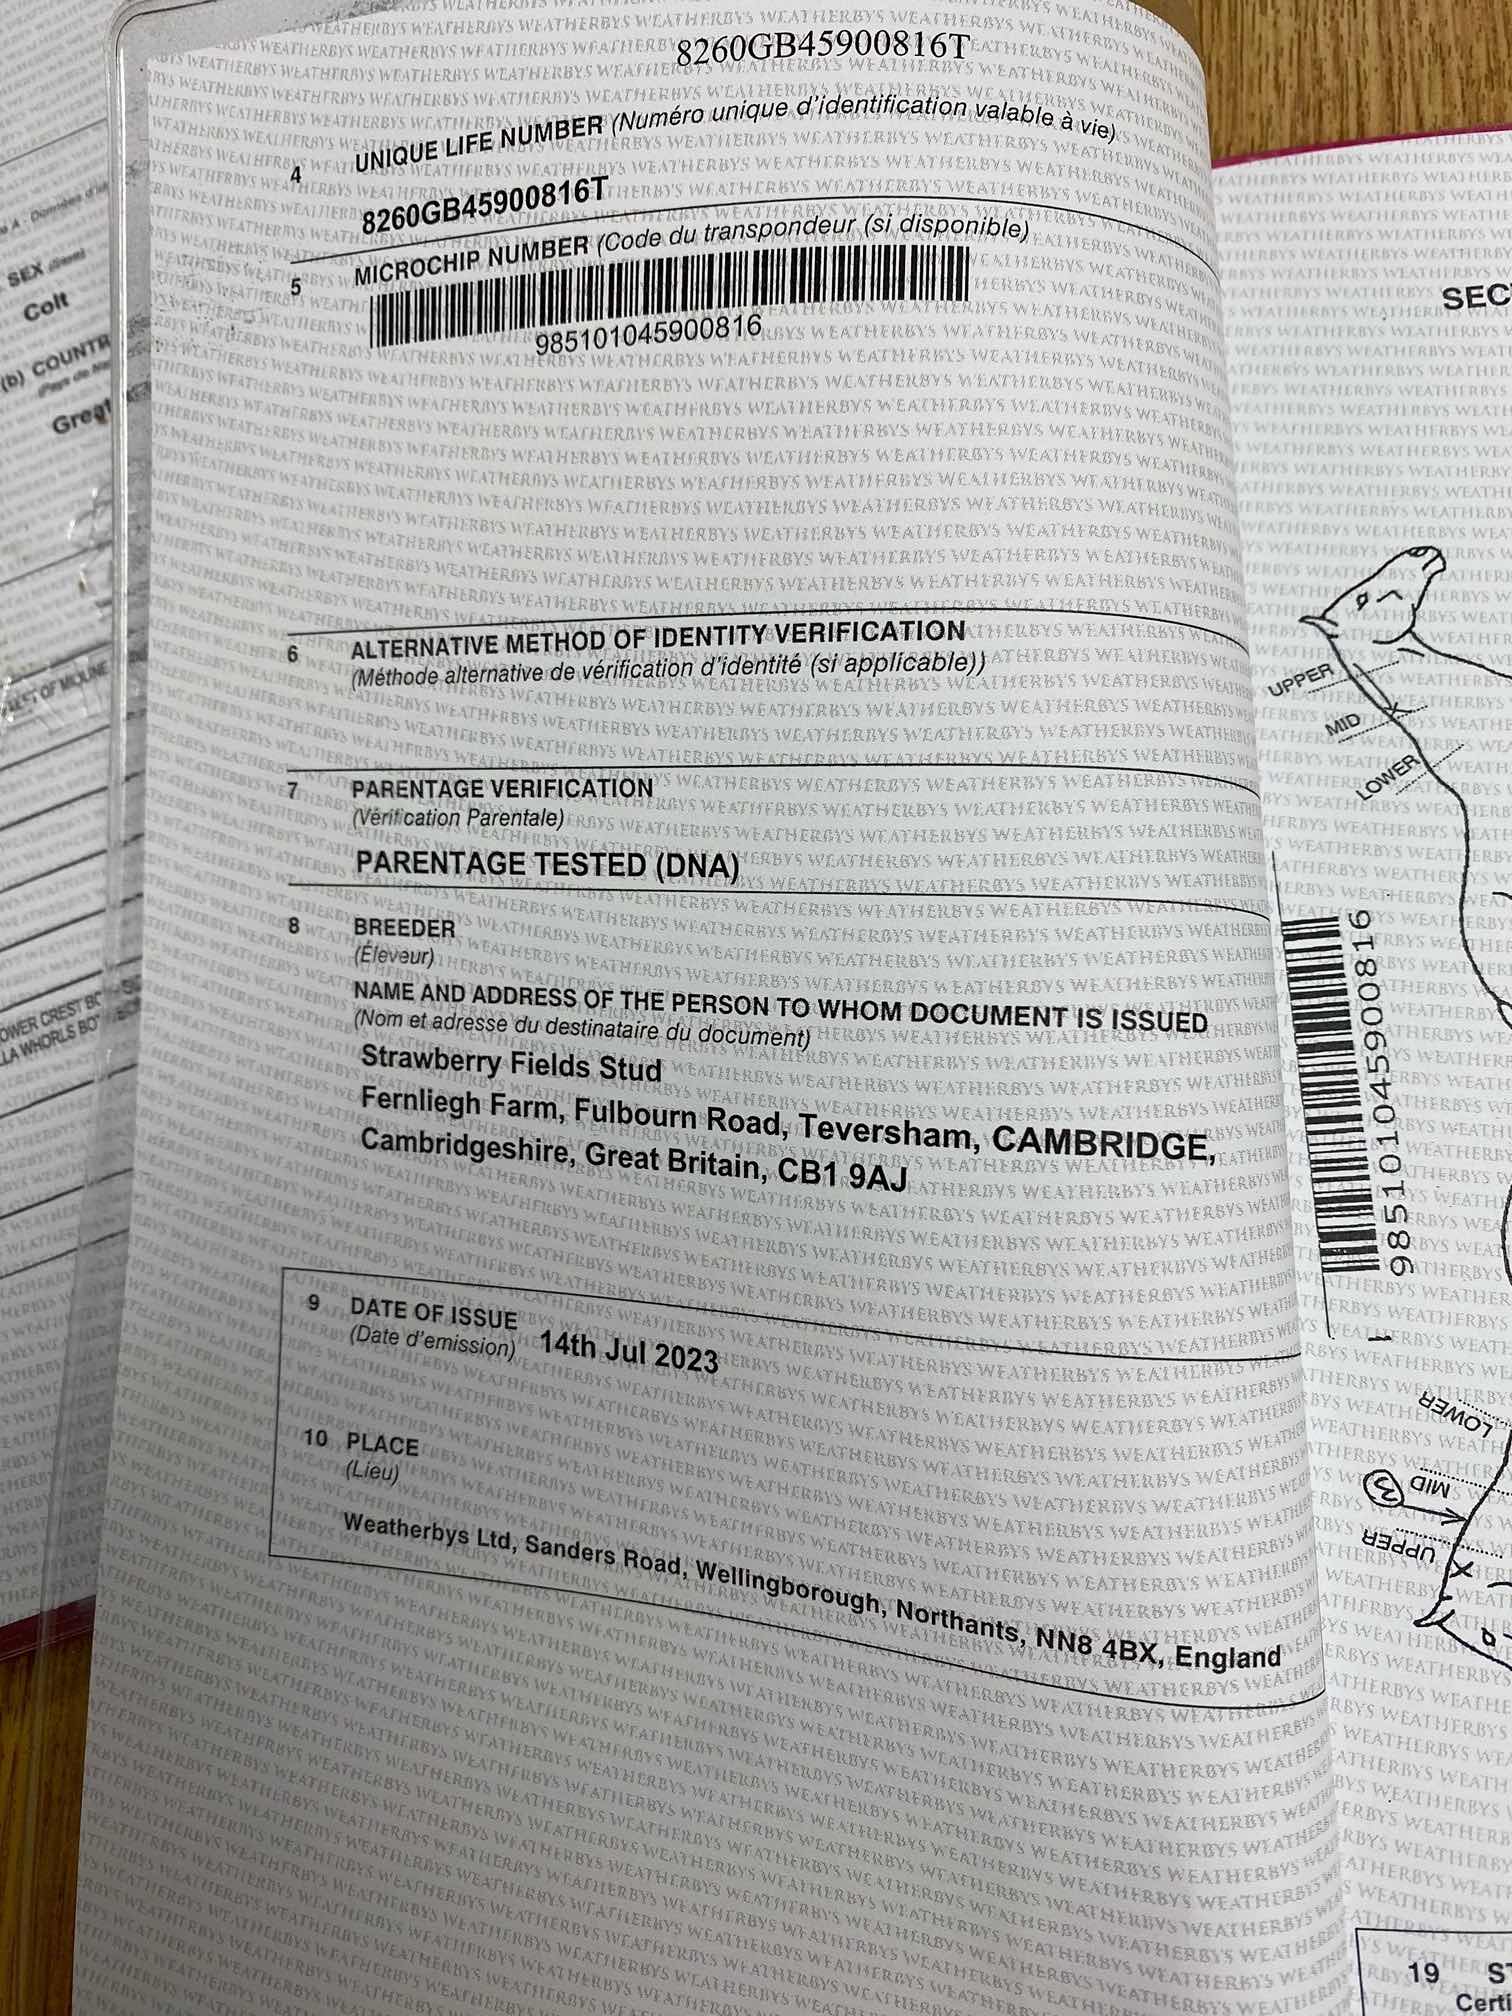 8260GB45900816T
4 UNIQUE LIFE NUMBER (Numéro unique d'identification valable à vie)
8260GB45900816T
5 MICROCHIP NUMBER (Code du transpondeur (si disponible)
985101045900816
6 ALTERNATIVE METHOD OF IDENTITY VERIFICATION
(Méthode alternative de vérification d'identité (si applicable))
7 PARENTAGE VERIFICATION
(Vérification Parentale)
PARENTAGE TESTED (DNA)
8 BREEDER
(Éleveur)
NAME AND ADDRESS OF THE PERSON TO WHOM DOCUMENT IS ISSUED
(Nom et adresse du destinataire du document)
Strawberry Fields Stud
Fernliegh Farm, Fulbourn Road, Teversham, CAMBRIDGE,
Cambridgeshire, Great Britain, CB1 9AJ
9 DATE OF ISSUE 14th Jul 2023
(Date d'emission)
10 PLACE
(Lieu)
Weatherbys Ltd, Sanders Road, Wellingborough, Northants, NN8 4BX, England
SEX
Colt
(b)
UPPER
MID
LOWER
985101045900816
1
LOWER
MID
3
UPPER
19
WEATHERBYS